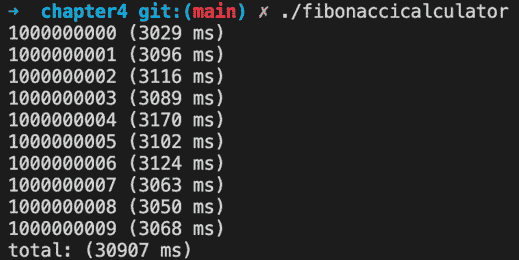 ➜  chapter4 git:(main) ✗ ./fibonaccicalculator
1000000000 (3029 ms)
1000000001 (3096 ms)
1000000002 (3116 ms)
1000000003 (3089 ms)
1000000004 (3170 ms)
1000000005 (3102 ms)
1000000006 (3124 ms)
1000000007 (3063 ms)
1000000008 (3050 ms)
1000000009 (3068 ms)
total: (30907 ms)